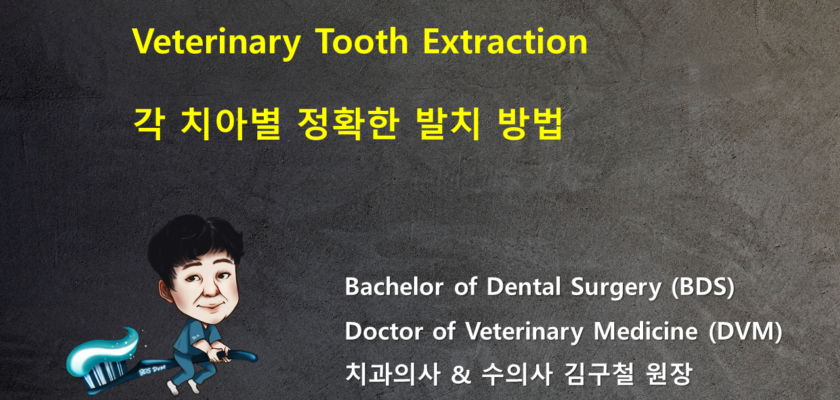 Veterinary Tooth Extraction
각 치아별 정확한 발치 방법
Bachelor of Dental Surgery (BDS)
Doctor of Veterinary Medicine (DVM)
치과의사 & 수의사 김구철 원장